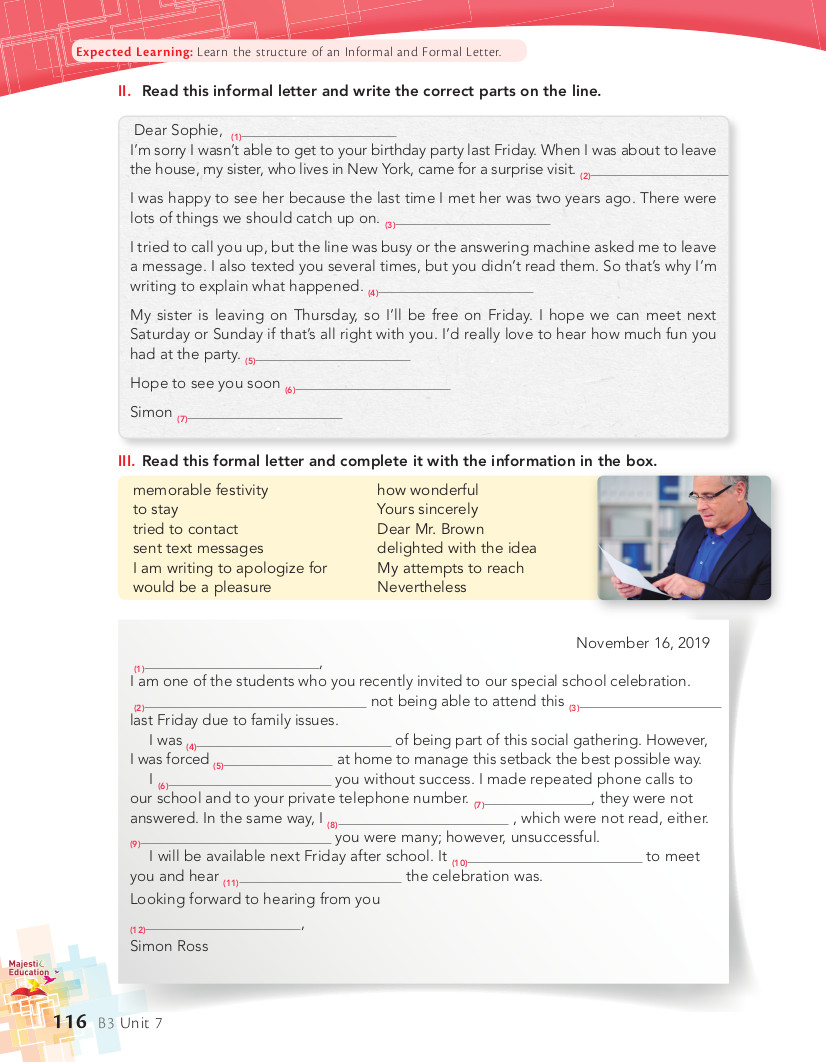 Expected Learning: Learn the structure of an Informal and Formal Letter.
II. Read this informal letter and write the correct parts on the line.
Dear Sophie, (1)____________________
I'm sorry I wasn't able to get to your birthday party last Friday. When I was about to leave
the house, my sister, who lives in New York, came for a surprise visit. (2)____________________
I was happy to see her because the last time I met her was two years ago. There were
lots of things we should catch up on. (3)____________________
I tried to call you up, but the line was busy or the answering machine asked me to leave
a message. I also texted you several times, but you didn't read them. So that's why I'm
writing to explain what happened. (4)____________________
My sister is leaving on Thursday, so I'll be free on Friday. I hope we can meet next
Saturday or Sunday if that's all right with you. I'd really love to hear how much fun you
had at the party. (5)____________________
Hope to see you soon (6)____________________
Simon (7)____________________
III. Read this formal letter and complete it with the information in the box.
memorable festivity
to stay
tried to contact
sent text messages
I am writing to apologize for
would be a pleasure
how wonderful
Yours sincerely
Dear Mr. Brown
delighted with the idea
My attempts to reach
Nevertheless
November 16, 2019
(1)____________________,
I am one of the students who you recently invited to our special school celebration.
(2)____________________ not being able to attend this (3)____________________
last Friday due to family issues.
I was (4)____________________ of being part of this social gathering. However,
I was forced (5)____________________ at home to manage this setback the best possible way.
I (6)____________________ you without success. I made repeated phone calls to
our school and to your private telephone number. (7)____________________, they were not
answered. In the same way, I (8)____________________ , which were not read, either.
(9)____________________ you were many; however, unsuccessful.
I will be available next Friday after school. It (10)____________________ to meet
you and hear (11)____________________ the celebration was.
Looking forward to hearing from you
(12)____________________,
Simon Ross
Majestic
Education
116 B3 Unit 7